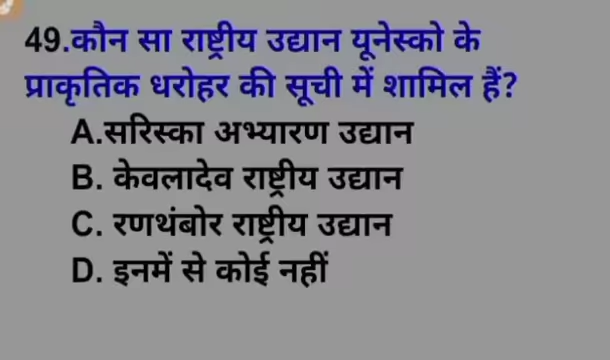 49.कौन सा राष्ट्रीय उद्यान यूनेस्को के
प्राकृतिक धरोहर की सूची में शामिल हैं?
A.सरिस्का अभ्यारण उद्यान
B. केवलादेव राष्ट्रीय उद्यान
C. रणथंबोर राष्ट्रीय उद्यान
D. इनमें से कोई नहीं